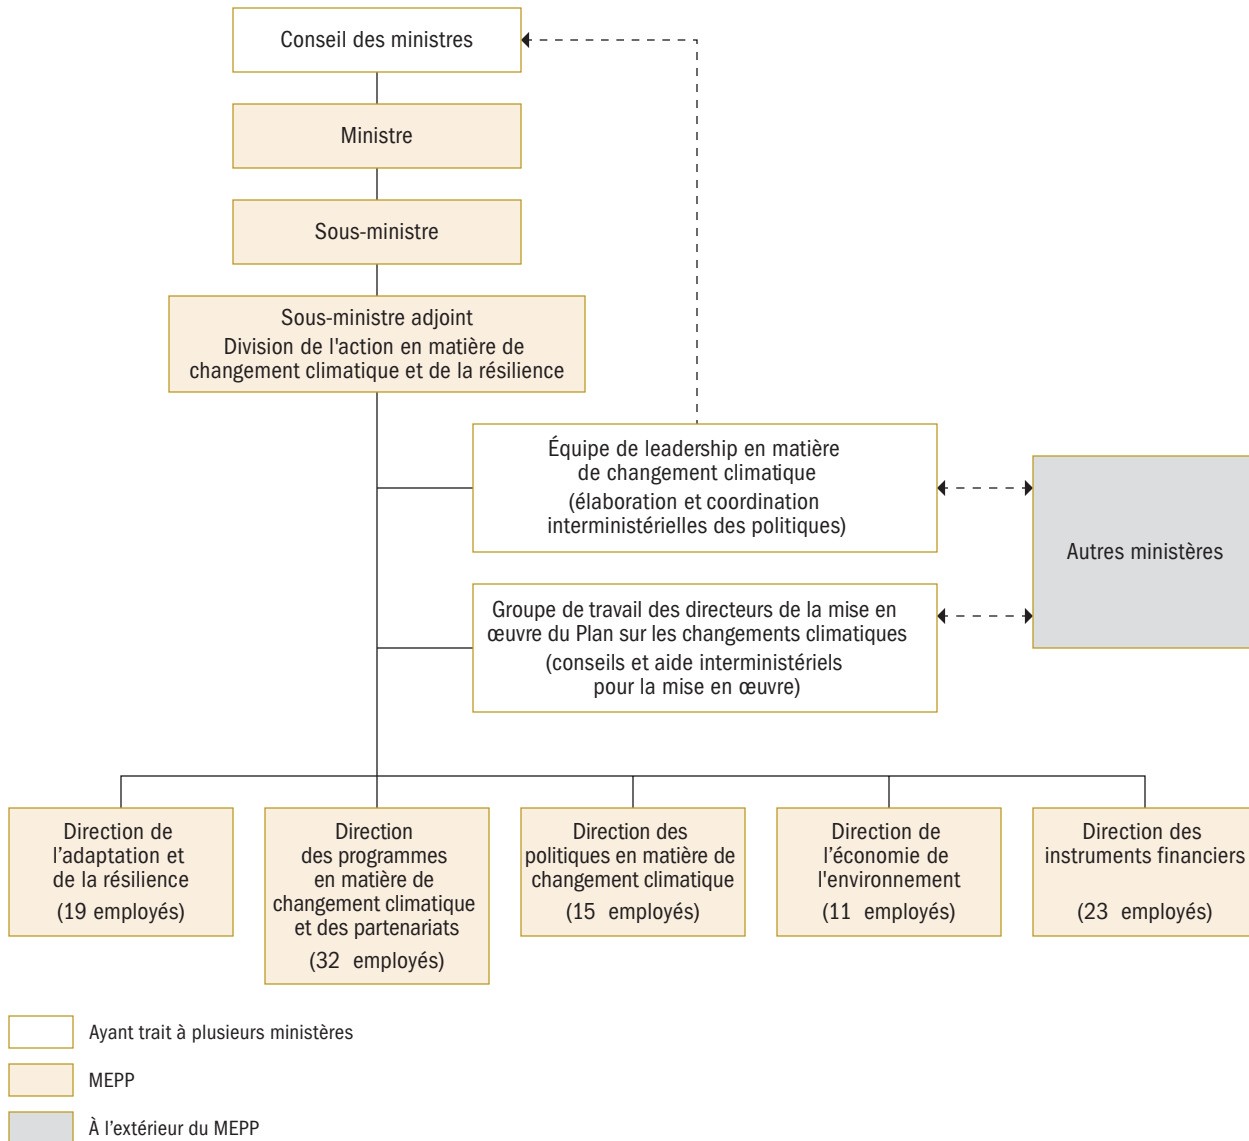 Conseil des ministres
Ministre
Sous-ministre
Sous-ministre adjoint
Division de l'action en matière de
changement climatique et de la résilience
Équipe de leadership en matière
de changement climatique
(élaboration et coordination
interministérielles des politiques)
Autres ministères
Groupe de travail des directeurs de la mise en
œuvre du Plan sur les changements climatiques
(conseils et aide interministériels
pour la mise en œuvre)
Direction de
l’adaptation et
de la résilience
(19 employés)
Direction
des programmes
en matière de
changement climatique
et des partenariats
(32 employés)
Direction des
politiques en matière de
changement climatique
(15 employés)
Direction de
l’économie de
l'environnement
(11 employés)
Direction des
instruments financiers
(23 employés)
Ayant trait à plusieurs ministères
MEPP
À l’extérieur du MEPP